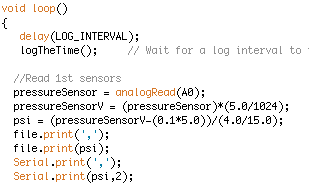 void loop()
{
delay(LOG_INTERVAL);
logTheTime(); // Wait for a log interval to
//Read 1st sensors
pressureSensor = analogRead(A0);
pressureSensorV = (pressureSensor)*(5.0/1024);
psi = (pressureSensorV-(0.1*5.0))/(4.0/15.0);
file.print(',');
file.print(psi);
Serial.print(',');
Serial.print(psi,2);